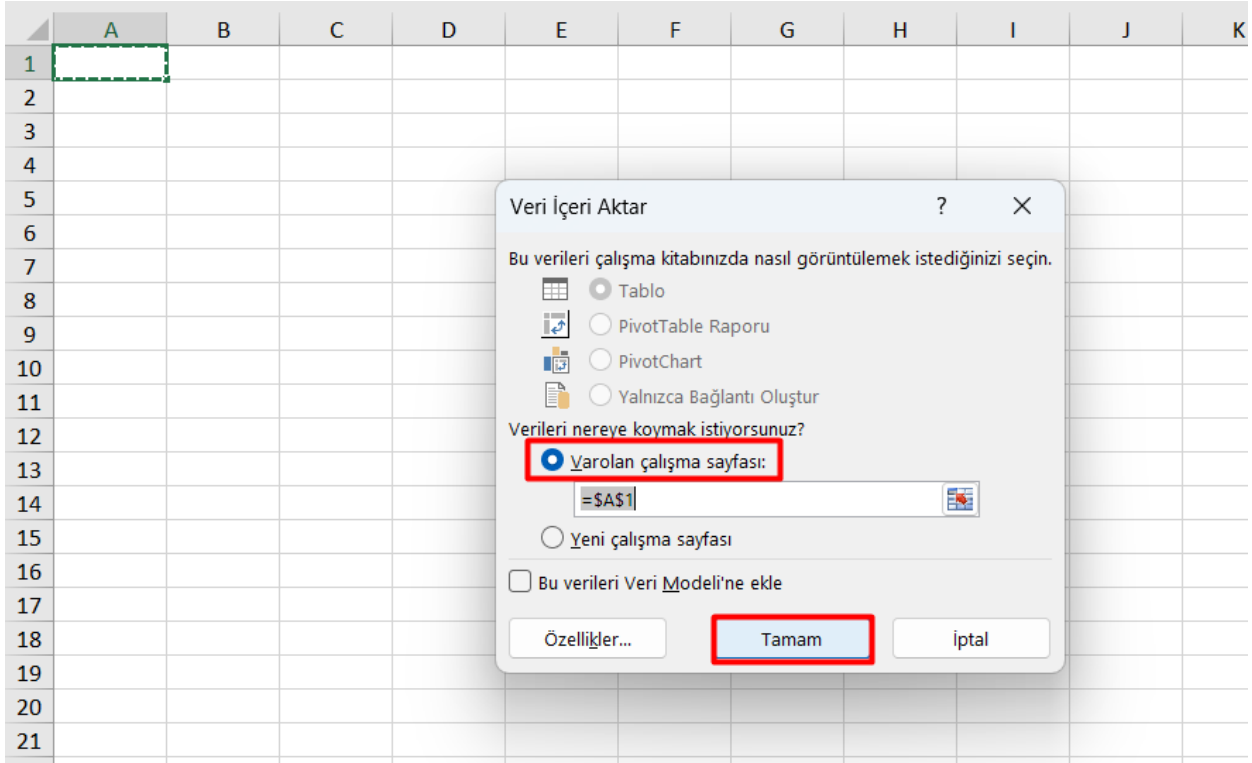 A B C D E F G H I J K
1
2
3
4
5
Veri İçeri Aktar ? 
6
7
Bu verileri çalışma kitabınızda nasıl görüntülemek istediğinizi seçin.
8
Tablo
9
PivotTable Raporu
10
PivotChart
11
Yalnızca Bağlantı Oluştur
12
Verileri nereye koymak istiyorsunuz?
13
Varolan çalışma sayfası:
14
=$A$1
15
Yeni çalışma sayfası
16
Bu verileri Veri Modeli'ne ekle
17
18
Özellikler... Tamam İptal
19
20
21